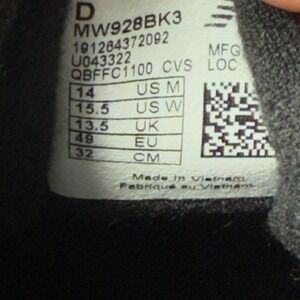 D
MW928BK3
191264372092
U043322
QBFFC1100 CVS
MFG
LOC
14 US M
15.5 US W
13.5 UK
49 EU
32 CM
Made in Vietnam
Fabriqué au Vietnam